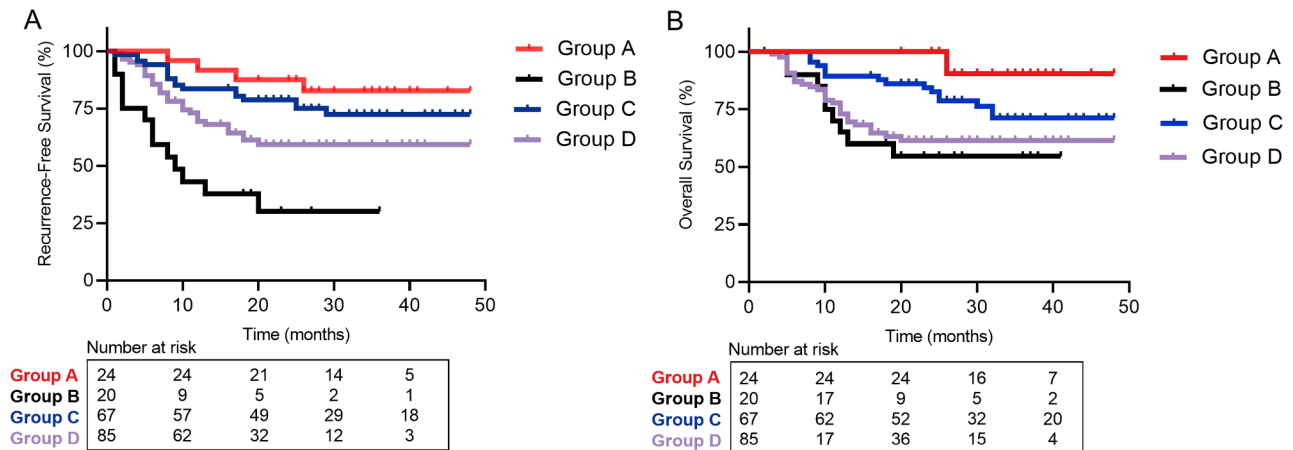 A
Recurrence-Free Survival (%)
100
75
50
25
0
0 10 20 30 40 50
Time (months)
Group A
Group B
Group C
Group D
Number at risk
Group A 24 24 21 14 5
Group B 20 9 5 2 1
Group C 67 57 49 29 18
Group D 85 62 32 12 3
B
Overall Survival (%)
100
75
50
25
0
0 10 20 30 40 50
Time (months)
Group A
Group B
Group C
Group D
Number at risk
Group A 24 24 24 16 7
Group B 20 17 9 5 2
Group C 67 62 52 32 20
Group D 85 17 36 15 4